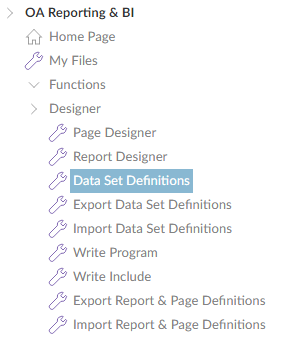 OA Reporting & BI
Home Page
My Files
Functions
Designer
Page Designer
Report Designer
Data Set Definitions
Export Data Set Definitions
Import Data Set Definitions
Write Program
Write Include
Export Report & Page Definitions
Import Report & Page Definitions